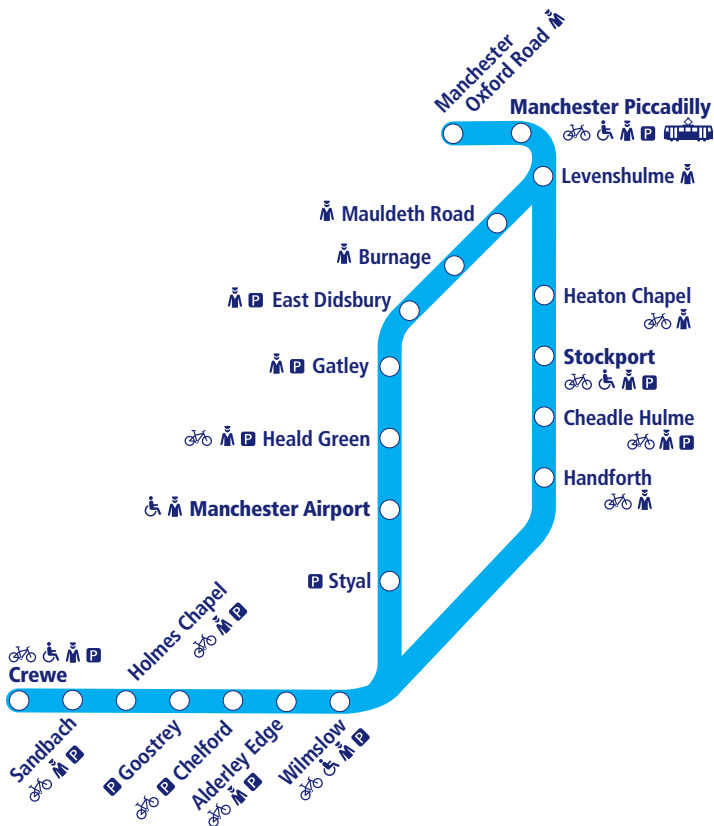 Manchester
Oxford Road
Manchester Piccadilly
P
Levenshulme
Mauldeth Road
Burnage
P East Didsbury
Heaton Chapel
Stockport
P
P Gatley
Cheadle Hulme
P
P Heald Green
Handforth
Manchester Airport
P Styal
Holmes Chapel
P
P
Crewe
Sandbach
P
P Goostrey
P Chelford
Alderley Edge
P
Wilmslow
P